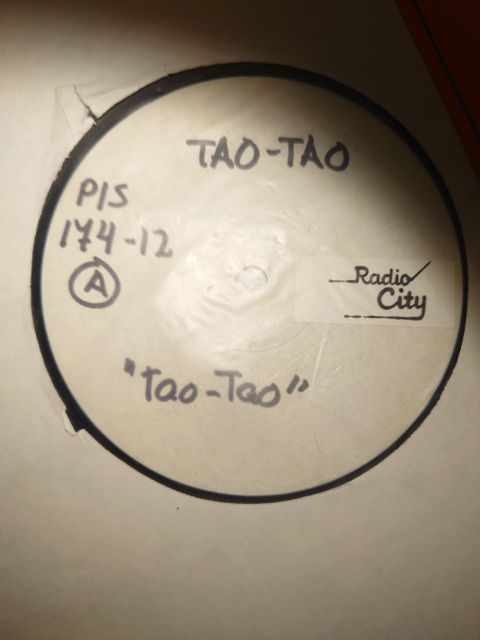 TAO-TAO
PIS
174-12
A
Radio
City
"Tao-Tao"